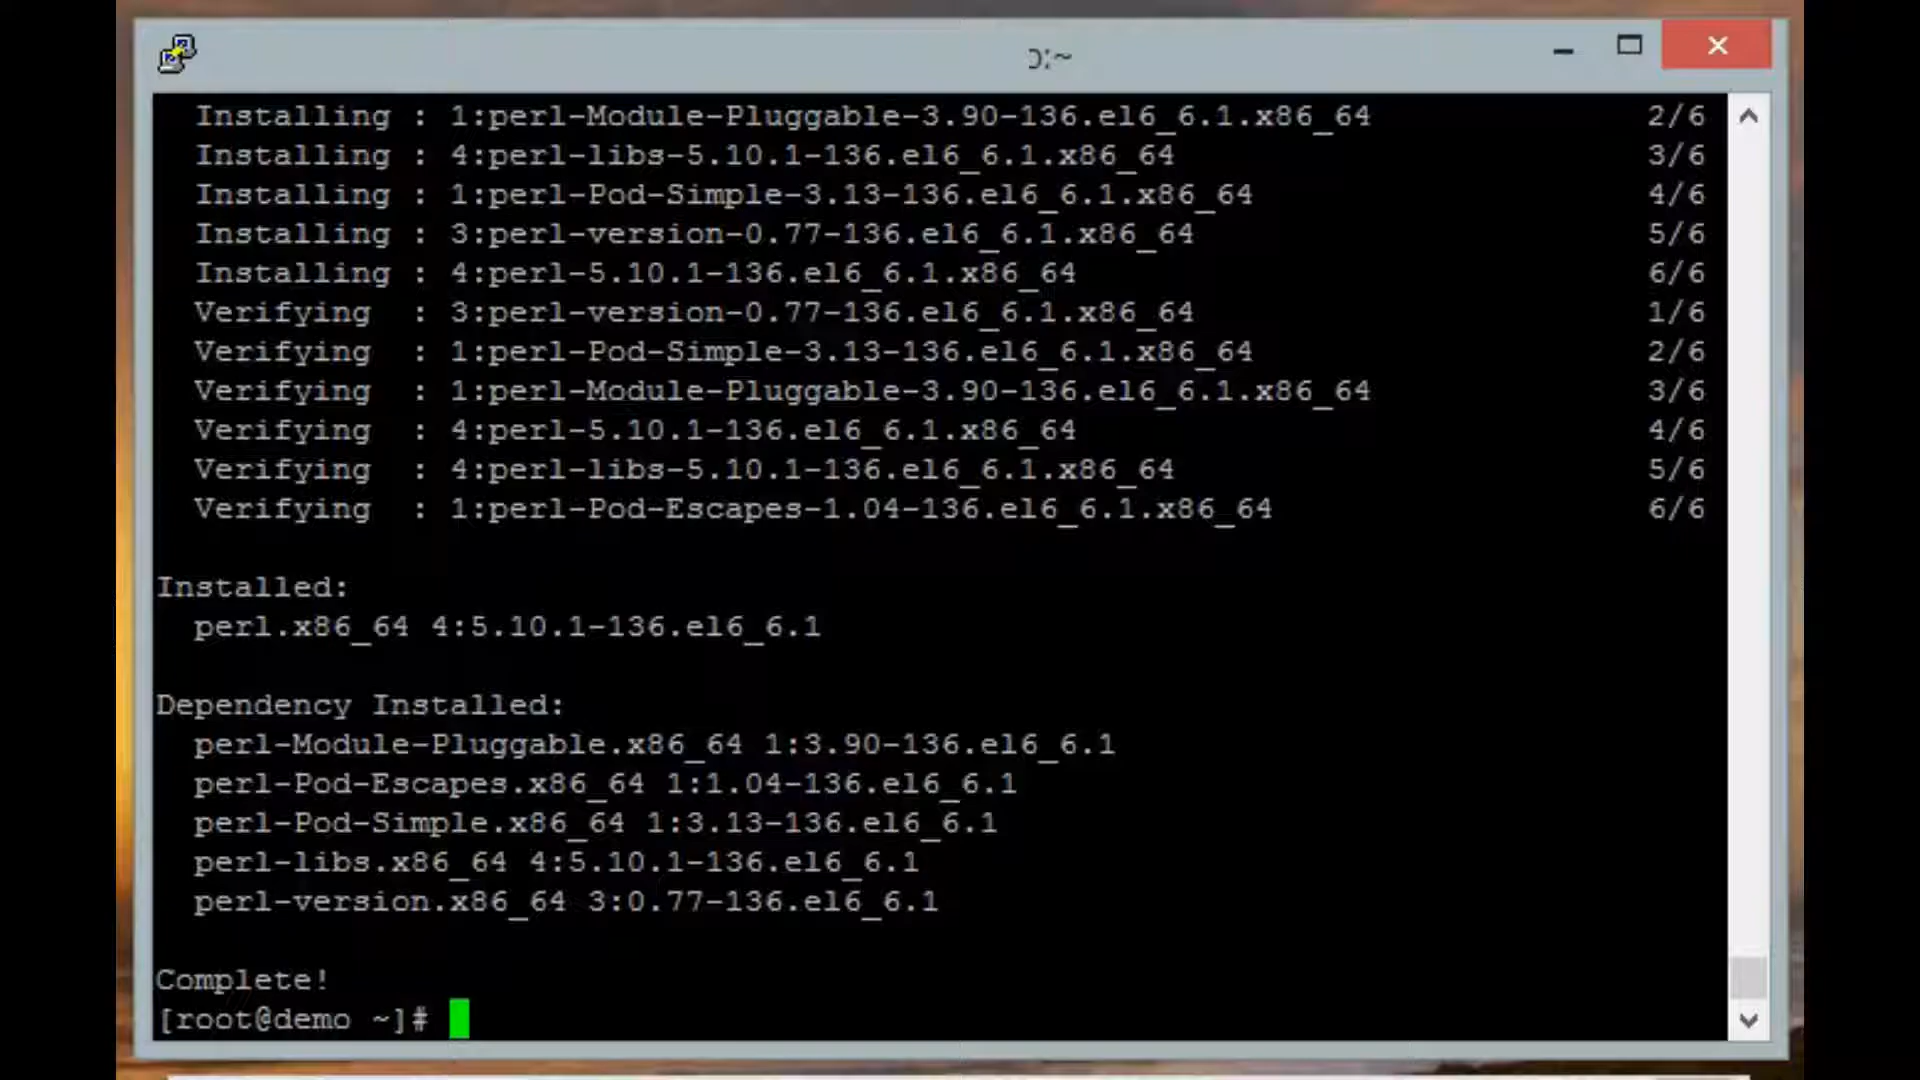 :~
Installing : 1:perl-Module-Pluggable-3.90-136.el6_6.1.x86_64 2/6
Installing : 4:perl-libs-5.10.1-136.el6_6.1.x86_64 3/6
Installing : 1:perl-Pod-Simple-3.13-136.el6_6.1.x86_64 4/6
Installing : 3:perl-version-0.77-136.el6_6.1.x86_64 5/6
Installing : 4:perl-5.10.1-136.el6_6.1.x86_64 6/6
Verifying : 3:perl-version-0.77-136.el6_6.1.x86_64 1/6
Verifying : 1:perl-Pod-Simple-3.13-136.el6_6.1.x86_64 2/6
Verifying : 1:perl-Module-Pluggable-3.90-136.el6_6.1.x86_64 3/6
Verifying : 4:perl-5.10.1-136.el6_6.1.x86_64 4/6
Verifying : 4:perl-libs-5.10.1-136.el6_6.1.x86_64 5/6
Verifying : 1:perl-Pod-Escapes-1.04-136.el6_6.1.x86_64 6/6
Installed:
perl.x86_64 4:5.10.1-136.el6_6.1
Dependency Installed:
perl-Module-Pluggable.x86_64 1:3.90-136.el6_6.1
perl-Pod-Escapes.x86_64 1:1.04-136.el6_6.1
perl-Pod-Simple.x86_64 1:3.13-136.el6_6.1
perl-libs.x86_64 4:5.10.1-136.el6_6.1
perl-version.x86_64 3:0.77-136.el6_6.1
Complete!
[root@demo ~]#